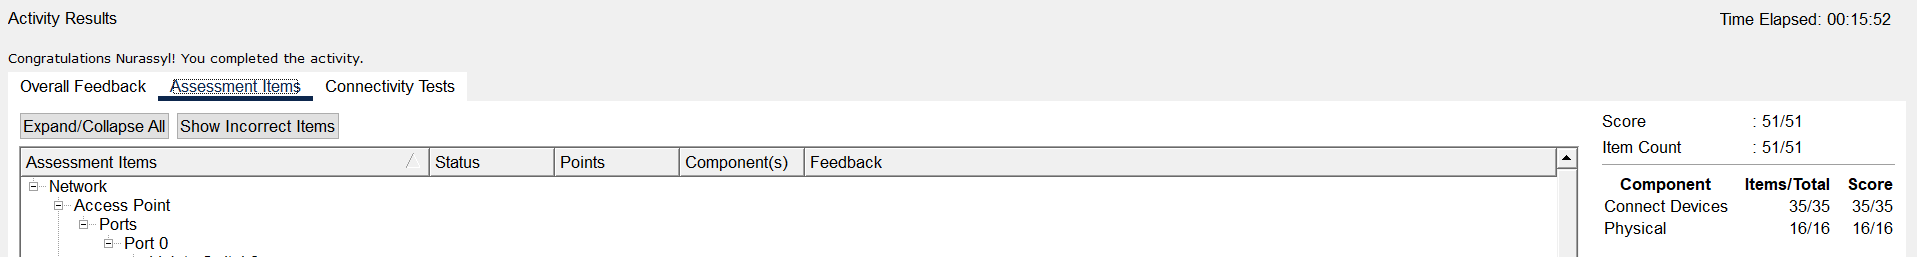 Activity Results
Time Elapsed: 00:15:52
Congratulations Nurassyl! You completed the activity.
Overall Feedback Assessment Items Connectivity Tests
Expand/Collapse All Show Incorrect Items
Assessment Items Status Points Component(s) Feedback
Network
Access Point
Ports
Port 0
Score : 51/51
Item Count : 51/51
Component Items/Total Score
Connect Devices 35/35 35/35
Physical 16/16 16/16